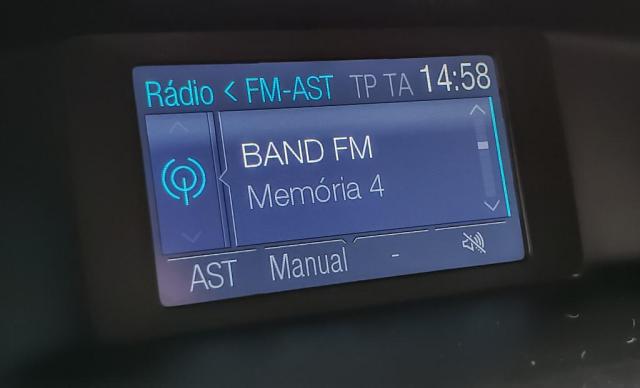 Rádio < FM-AST TP TA 14:58
BAND FM
Memória 4
AST Manual -